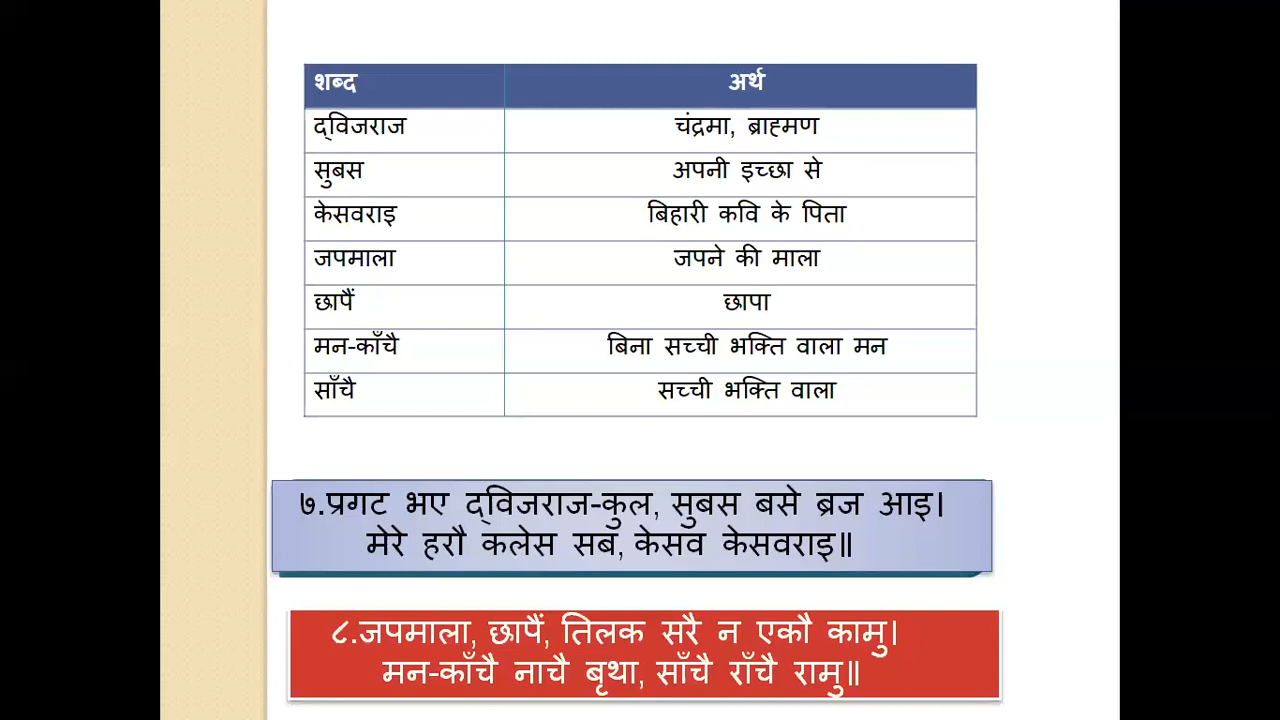 शब्द अर्थ
द्विजराज चंद्रमा, ब्राह्मण
सुबस अपनी इच्छा से
केसवराइ बिहारी कवि के पिता
जपमाला जपने की माला
छापैं छापा
मन-काँचै बिना सच्ची भक्ति वाला मन
साँचै सच्ची भक्ति वाला
७.प्रगट भए द्विजराज-कुल, सुबस बसे ब्रज आइ।
मेरे हरौ कलेस सब, केसव केसवराइ॥
८.जपमाला, छापैं, तिलक सरै न एकौ कामु।
मन-काँचै नाचै बृथा, साँचै राँचै रामु॥